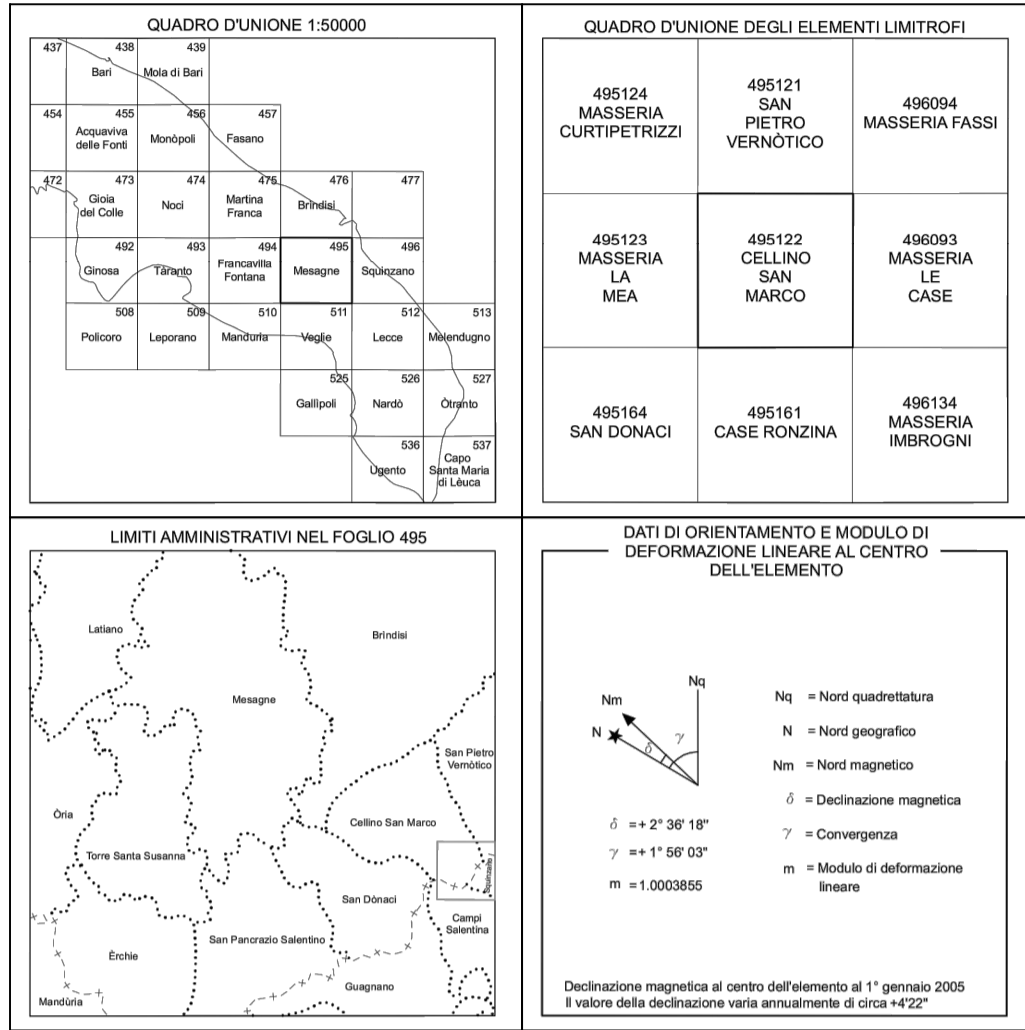 QUADRO D'UNIONE 1:50000
437 438 439
Bari Mola di Bari
454 455 456 457
Acquaviva
delle Fonti Monòpoli Fasano
472 473 474 475 476 477
Gioia
del Colle Noci Martina
Franca Brindisi
492 493 494 495 496
Ginosa Tàranto Francavilla
Fontana Mesagne Squinzano
508 509 510 511 512 513
Policoro Leporano Manduria Veglie Lecce Melendugno
525 526 527
Gallìpoli Nardò Òtranto
536 537
Ugento Capo
Santa Maria
di Lèuca
QUADRO D'UNIONE DEGLI ELEMENTI LIMITROFI
495124
MASSERIA
CURTIPETRIZZI
495121
SAN
PIETRO
VERNÒTICO
496094
MASSERIA FASSI
495123
MASSERIA
LA
MEA
495122
CELLINO
SAN
MARCO
496093
MASSERIA
LE
CASE
495164
SAN DONACI
495161
CASE RONZINA
496134
MASSERIA
IMBROGNI
LIMITI AMMINISTRATIVI NEL FOGLIO 495
Latiano
Brindisi
Mesagne
San Pietro
Vernòtico
Òria
Cellino San Marco
Torre Santa Susanna
Squinzano
San Dònaci
Campi
Salentina
San Pancrazio Salentino
Èrchie
Guagnano
Mandùria
DATI DI ORIENTAMENTO E MODULO DI
DEFORMAZIONE LINEARE AL CENTRO
DELL'ELEMENTO
Nq
Nm
N
δ
γ
Nq = Nord quadrettatura
N = Nord geografico
Nm = Nord magnetico
δ = Declinazione magnetica
γ = Convergenza
m = Modulo di deformazione
lineare
δ =+ 2° 36' 18"
γ =+ 1° 56' 03"
m =1.0003855
Declinazione magnetica al centro dell'elemento al 1° gennaio 2005
Il valore della declinazione varia annualmente di circa +4'22"